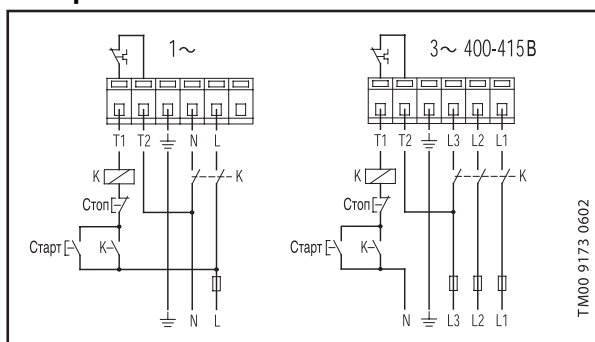 1~
T1 T2 N L
K
K
Стоп
Старт
K
N L
3~ 400-415В
T1 T2 L3 L2 L1
K
K
Стоп
Старт
K
N L3 L2 L1
TM00 9173 0602